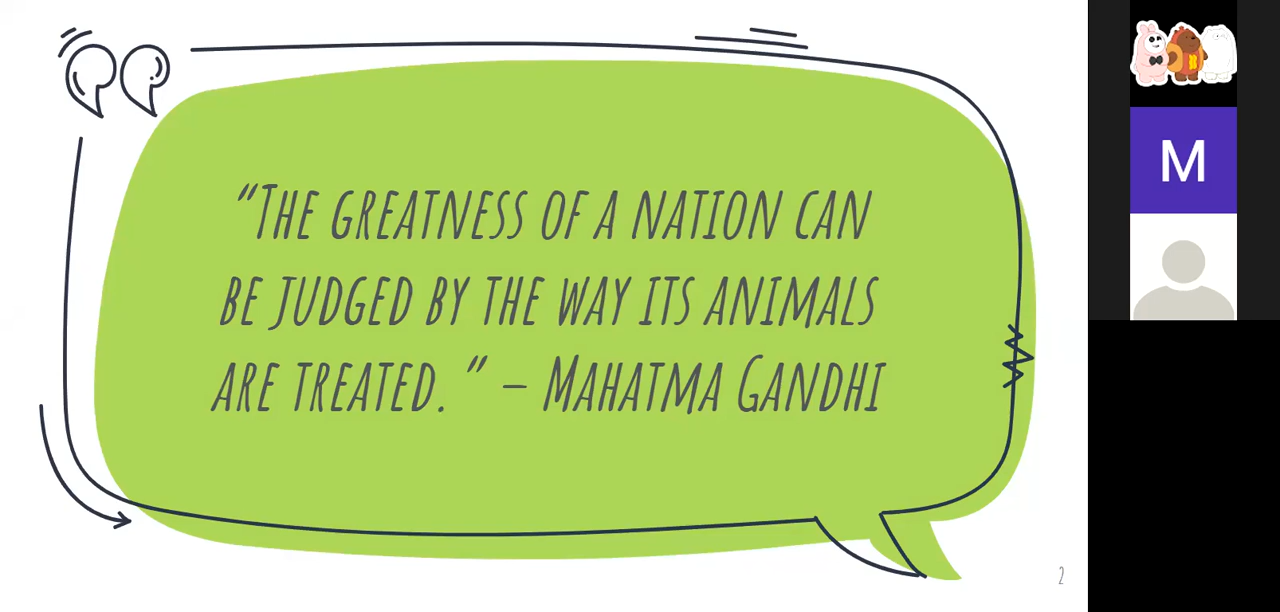 “The greatness of a nation can
be judged by the way its animals
are treated. ” – Mahatma Gandhi
2
M